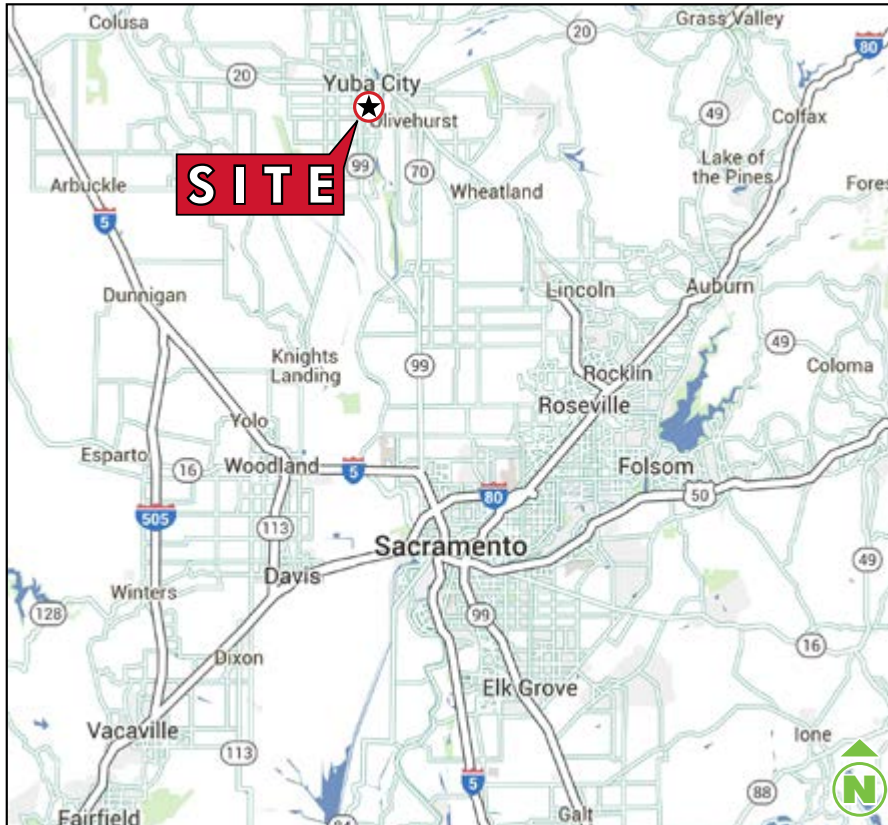 Colusa
Grass Valley
20
80
20
Yuba City
Olivehurst
49
Colfax
SITE
99
70
Lake of
the Pines
Arbuckle
Wheatland
Fores
5
Dunnigan
Lincoln
Auburn
Knights
Landing
99
49
Coloma
Rocklin
Roseville
Yolo
Esparto
16
Woodland
5
Folsom
80
50
505
113
Sacramento
49
Davis
Winters
128
99
16
Dixon
Elk Grove
Vacaville
113
Ione
5
88
N
Fairfield
84
Galt